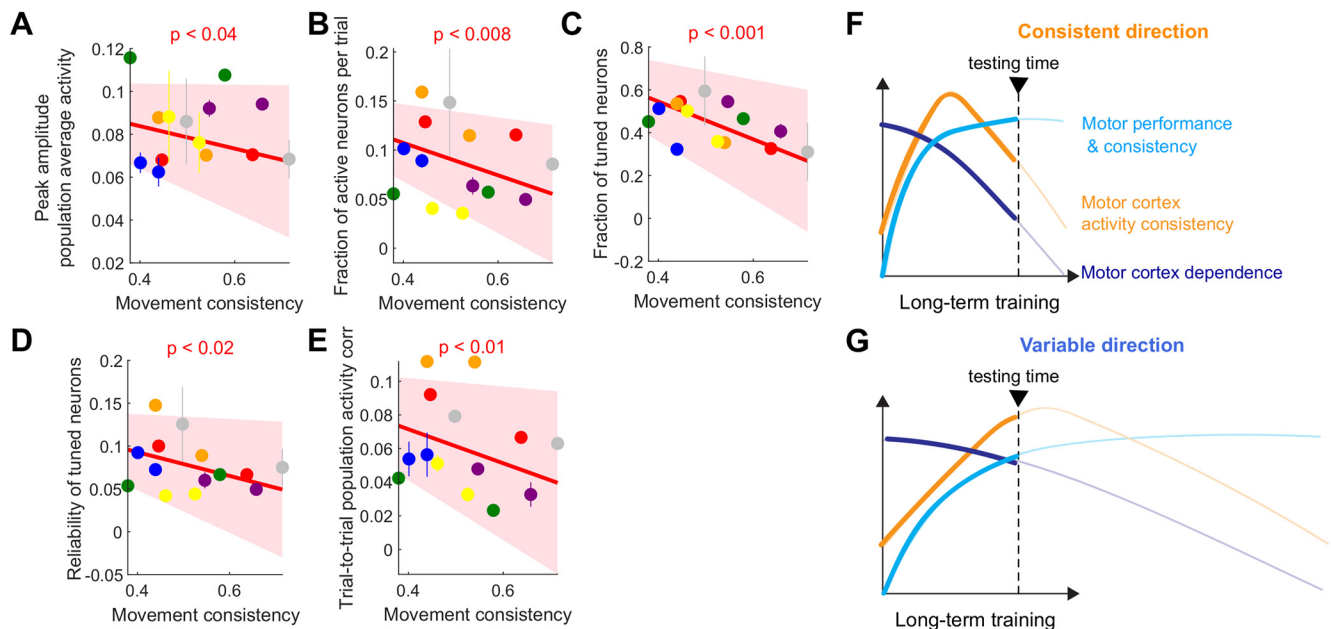 A
p < 0.04
0.12
0.1
0.08
0.06
0.04
0.02
0.4
0.6
Peak amplitude
population average activity
Movement consistency
B
p < 0.008
0.2
0.15
0.1
0.05
0
0.4
0.6
Fraction of active neurons per trial
Movement consistency
C
p < 0.001
0.8
0.6
0.4
0.2
0
-0.2
0.4
0.6
Fraction of tuned neurons
Movement consistency
F
Consistent direction
testing time
Motor performance
& consistency
Motor cortex
activity consistency
Motor cortex dependence
Long-term training
D
p < 0.02
0.2
0.15
0.1
0.05
0
-0.05
0.4
0.6
Reliability of tuned neurons
Movement consistency
E
p < 0.01
0.1
0.08
0.06
0.04
0.02
0
0.4
0.6
Trial-to-trial population activity corr
Movement consistency
G
Variable direction
testing time
Long-term training